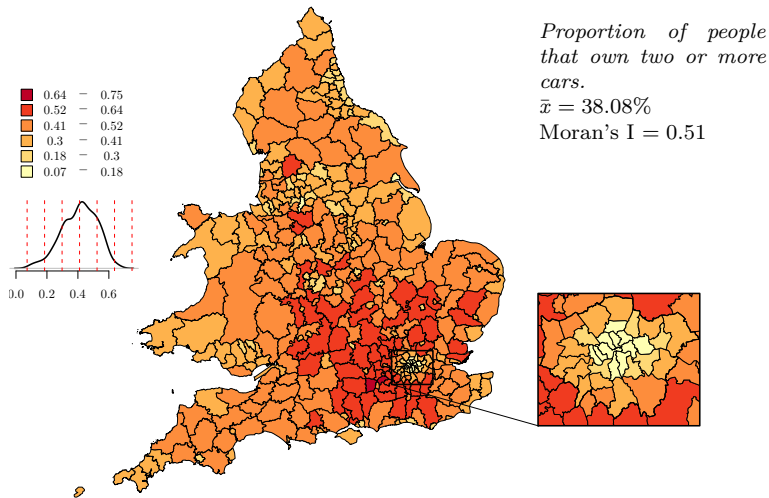 Proportion of people
that own two or more
cars.
x̄ = 38.08%
Moran's I = 0.51
0.64 − 0.75
0.52 − 0.64
0.41 − 0.52
0.3 − 0.41
0.18 − 0.3
0.07 − 0.18
0.0 0.2 0.4 0.6